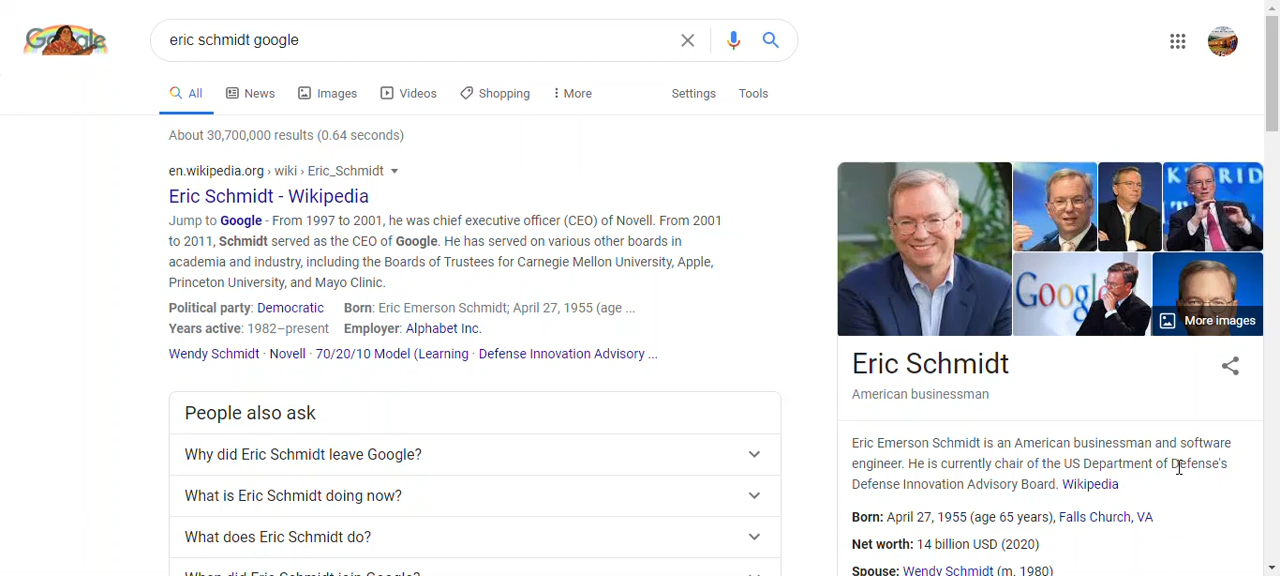 Google
eric schmidt google
All
News
Images
Videos
Shopping
More
Settings
Tools
About 30,700,000 results (0.64 seconds)
en.wikipedia.org › wiki › Eric_Schmidt
Eric Schmidt - Wikipedia
Jump to Google - From 1997 to 2001, he was chief executive officer (CEO) of Novell. From 2001
to 2011, Schmidt served as the CEO of Google. He has served on various other boards in
academia and industry, including the Boards of Trustees for Carnegie Mellon University, Apple,
Princeton University, and Mayo Clinic.
Political party: Democratic Born: Eric Emerson Schmidt; April 27, 1955 (age ...
Years active: 1982–present Employer: Alphabet Inc.
Wendy Schmidt · Novell · 70/20/10 Model (Learning · Defense Innovation Advisory ...
People also ask
Why did Eric Schmidt leave Google?
What is Eric Schmidt doing now?
What does Eric Schmidt do?
When did Eric Schmidt join Google?
Google
More images
Eric Schmidt
American businessman
Eric Emerson Schmidt is an American businessman and software
engineer. He is currently chair of the US Department of Defense's
Defense Innovation Advisory Board. Wikipedia
Born: April 27, 1955 (age 65 years), Falls Church, VA
Net worth: 14 billion USD (2020)
Spouse: Wendy Schmidt (m. 1980)